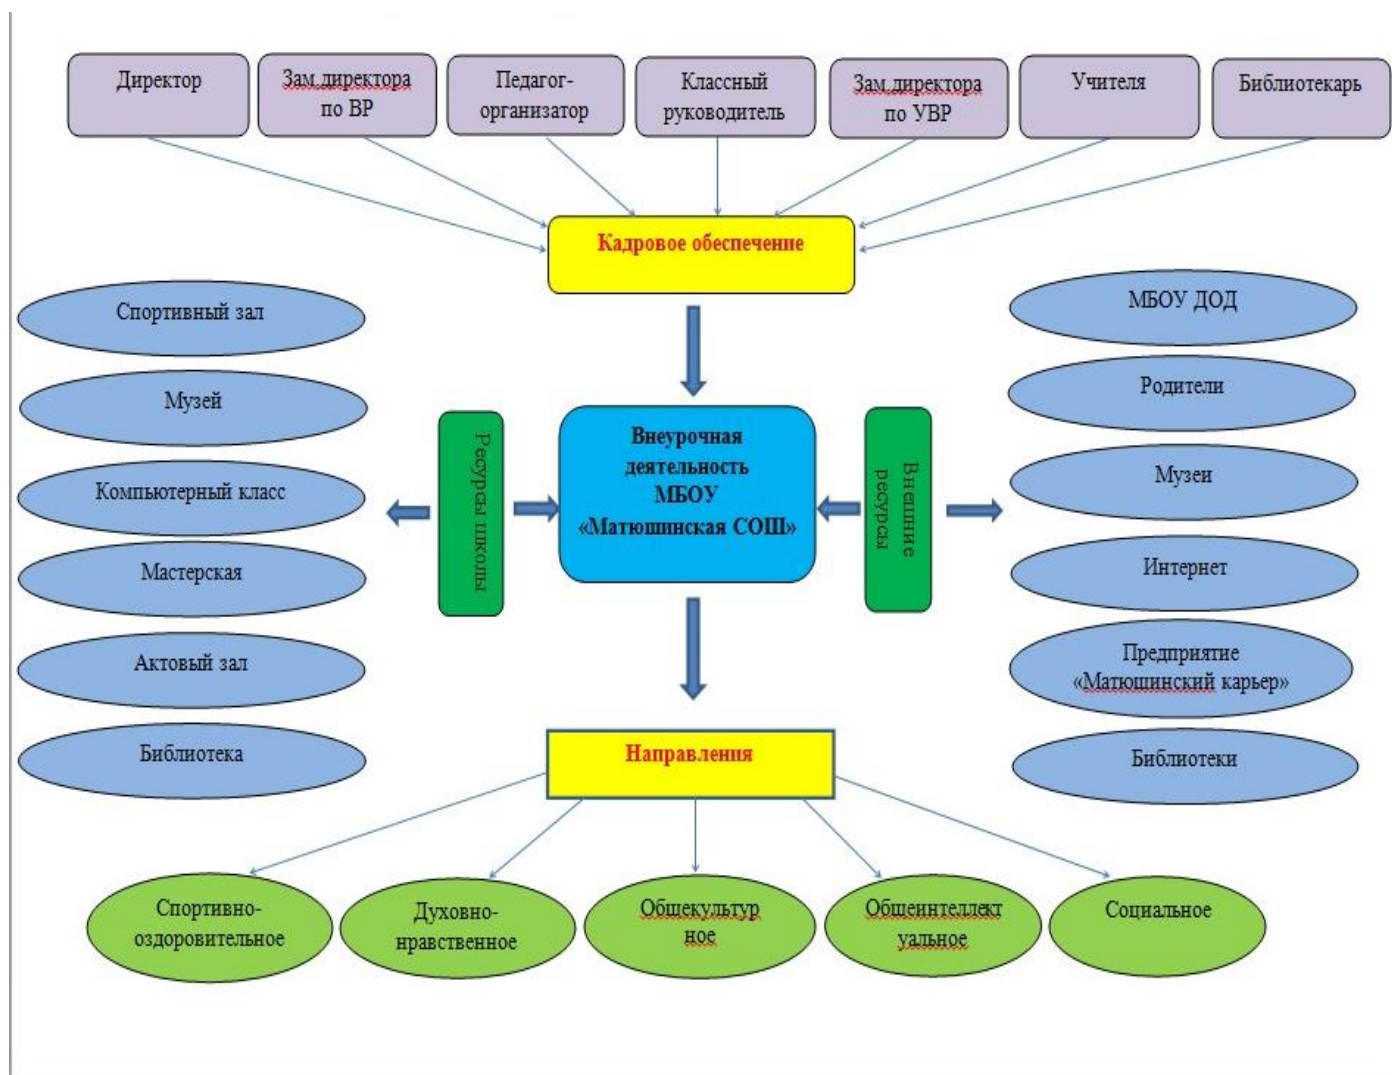 Директор
Зам.директора
по ВР
Педагог-
организатор
Классный
руководитель
Зам.директора
по УВР
Учителя
Библиотекарь
Кадровое обеспечение
Спортивный зал
Музей
Компьютерный класс
Мастерская
Актовый зал
Библиотека
Ресурсы школы
Внеурочная
деятельность
МБОУ
«Матюшинская СОШ»
Внешние
ресурсы
МБОУ ДОД
Родители
Музеи
Интернет
Предприятие
«Матюшинский карьер»
Библиотеки
Направления
Спортивно-
оздоровительное
Духовно-
нравственное
Общекультур
ное
Общеинтеллект
уальное
Социальное